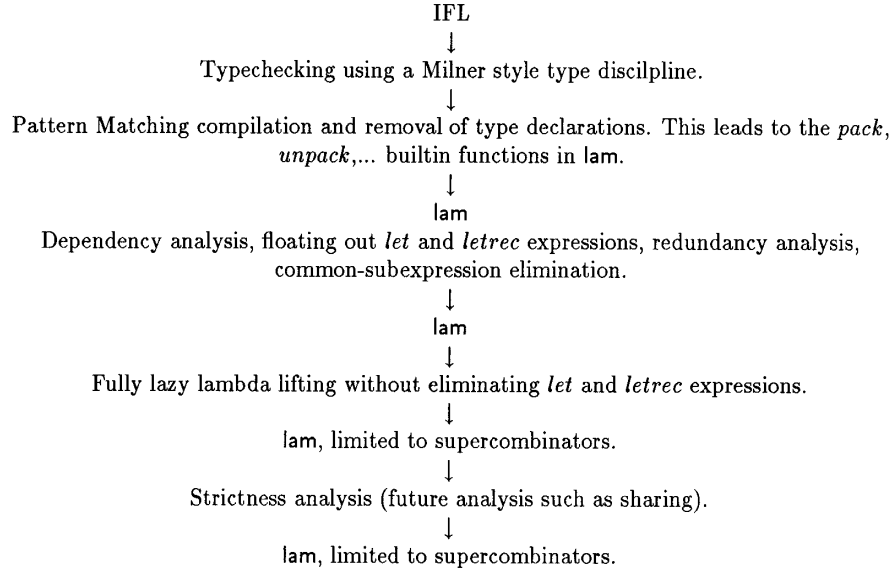 IFL
↓
Typechecking using a Milner style type discilpline.
↓
Pattern Matching compilation and removal of type declarations. This leads to the pack,
unpack,... builtin functions in lam.
↓
lam
Dependency analysis, floating out let and letrec expressions, redundancy analysis,
common-subexpression elimination.
↓
lam
↓
Fully lazy lambda lifting without eliminating let and letrec expressions.
↓
lam, limited to supercombinators.
↓
Strictness analysis (future analysis such as sharing).
↓
lam, limited to supercombinators.